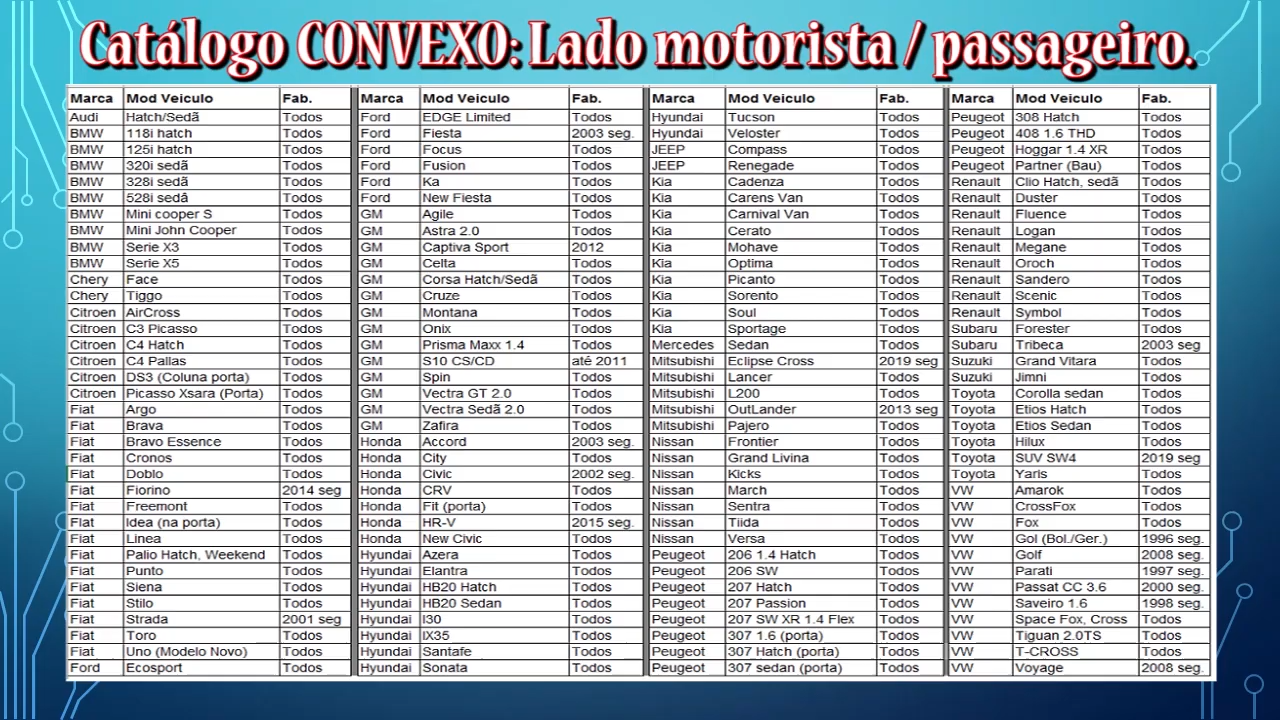 Catálogo CONVEXO: Lado motorista / passageiro.
Marca Mod Veiculo Fab. Marca Mod Veiculo Fab. Marca Mod Veiculo Fab. Marca Mod Veiculo Fab.
Audi Hatch/Sedã Todos Ford EDGE Limited Todos Hyundai Tucson Todos Peugeot 308 Hatch Todos
BMW 118i hatch Todos Ford Fiesta 2003 seg. Hyundai Veloster Todos Peugeot 408 1.6 THD Todos
BMW 125i hatch Todos Ford Focus Todos JEEP Compass Todos Peugeot Hoggar 1.4 XR Todos
BMW 320i sedã Todos Ford Fusion Todos JEEP Renegade Todos Peugeot Partner (Bau) Todos
BMW 328i sedã Todos Ford Ka Todos Kia Cadenza Todos Renault Clio Hatch, sedã Todos
BMW 528i sedã Todos Ford New Fiesta Todos Kia Carens Van Todos Renault Duster Todos
BMW Mini cooper S Todos GM Agile Todos Kia Carnival Van Todos Renault Fluence Todos
BMW Mini John Cooper Todos GM Astra 2.0 Todos Kia Cerato Todos Renault Logan Todos
BMW Serie X3 Todos GM Captiva Sport 2012 Kia Mohave Todos Renault Megane Todos
BMW Serie X5 Todos GM Celta Todos Kia Optima Todos Renault Oroch Todos
Chery Face Todos GM Corsa Hatch/Sedã Todos Kia Picanto Todos Renault Sandero Todos
Chery Tiggo Todos GM Cruze Todos Kia Sorento Todos Renault Scenic Todos
Citroen AirCross Todos GM Montana Todos Kia Soul Todos Renault Symbol Todos
Citroen C3 Picasso Todos GM Onix Todos Kia Sportage Todos Subaru Forester Todos
Citroen C4 Hatch Todos GM Prisma Maxx 1.4 Todos Mercedes Sedan Todos Subaru Tribeca 2003 seg
Citroen C4 Pallas Todos GM S10 CS/CD até 2011 Mitsubishi Eclipse Cross 2019 seg Suzuki Grand Vitara Todos
Citroen DS3 (Coluna porta) Todos GM Spin Todos Mitsubishi Lancer Todos Suzuki Jimni Todos
Citroen Picasso Xsara (Porta) Todos GM Vectra GT 2.0 Todos Mitsubishi L200 Todos Toyota Corolla sedan Todos
Fiat Argo Todos GM Vectra Sedã 2.0 Todos Mitsubishi OutLander 2013 seg Toyota Etios Hatch Todos
Fiat Brava Todos GM Zafira Todos Mitsubishi Pajero Todos Toyota Etios Sedan Todos
Fiat Bravo Essence Todos Honda Accord 2003 seg. Nissan Frontier Todos Toyota Hilux Todos
Fiat Cronos Todos Honda City Todos Nissan Grand Livina Todos Toyota SUV SW4 2019 seg
Fiat Doblo Todos Honda Civic 2002 seg. Nissan Kicks Todos Toyota Yaris Todos
Fiat Fiorino 2014 seg Honda CRV Todos Nissan March Todos VW Amarok Todos
Fiat Freemont Todos Honda Fit (porta) Todos Nissan Sentra Todos VW CrossFox Todos
Fiat Idea (na porta) Todos Honda HR-V 2015 seg. Nissan Tiida Todos VW Fox Todos
Fiat Linea Todos Honda New Civic Todos Nissan Versa Todos VW Gol (Bol./Ger.) 1996 seg.
Fiat Palio Hatch, Weekend Todos Hyundai Azera Todos Peugeot 206 1.4 Hatch Todos VW Golf 2008 seg.
Fiat Punto Todos Hyundai Elantra Todos Peugeot 206 SW Todos VW Parati 1997 seg.
Fiat Siena Todos Hyundai HB20 Hatch Todos Peugeot 207 Hatch Todos VW Passat CC 3.6 2000 seg.
Fiat Stilo Todos Hyundai HB20 Sedan Todos Peugeot 207 Passion Todos VW Saveiro 1.6 1998 seg.
Fiat Strada 2001 seg Hyundai I30 Todos Peugeot 207 SW XR 1.4 Flex Todos VW Space Fox, Cross Todos
Fiat Toro Todos Hyundai IX35 Todos Peugeot 307 1.6 (porta) Todos VW Tiguan 2.0TS Todos
Fiat Uno (Modelo Novo) Todos Hyundai Santafe Todos Peugeot 307 Hatch (porta) Todos VW T-CROSS Todos
Ford Ecosport Todos Hyundai Sonata Todos Peugeot 307 sedan (porta) Todos VW Voyage 2008 seg.